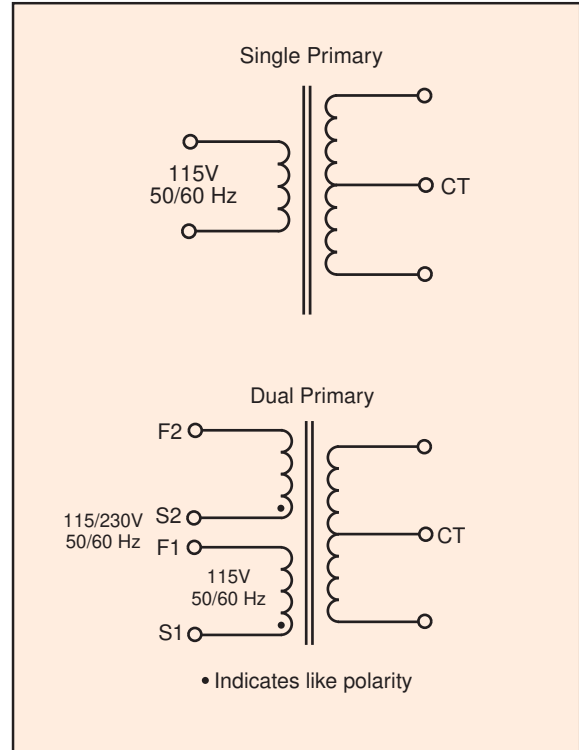 Single Primary
115V
50/60 Hz
CT
Dual Primary
F2
115/230V
50/60 Hz
S2
F1
115V
50/60 Hz
S1
CT
• Indicates like polarity